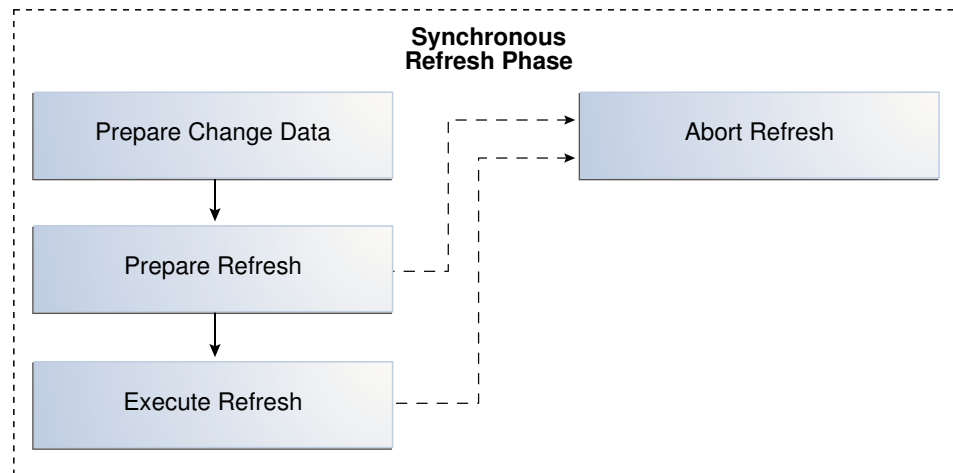 Synchronous
Refresh Phase
Prepare Change Data
Abort Refresh
Prepare Refresh
Execute Refresh